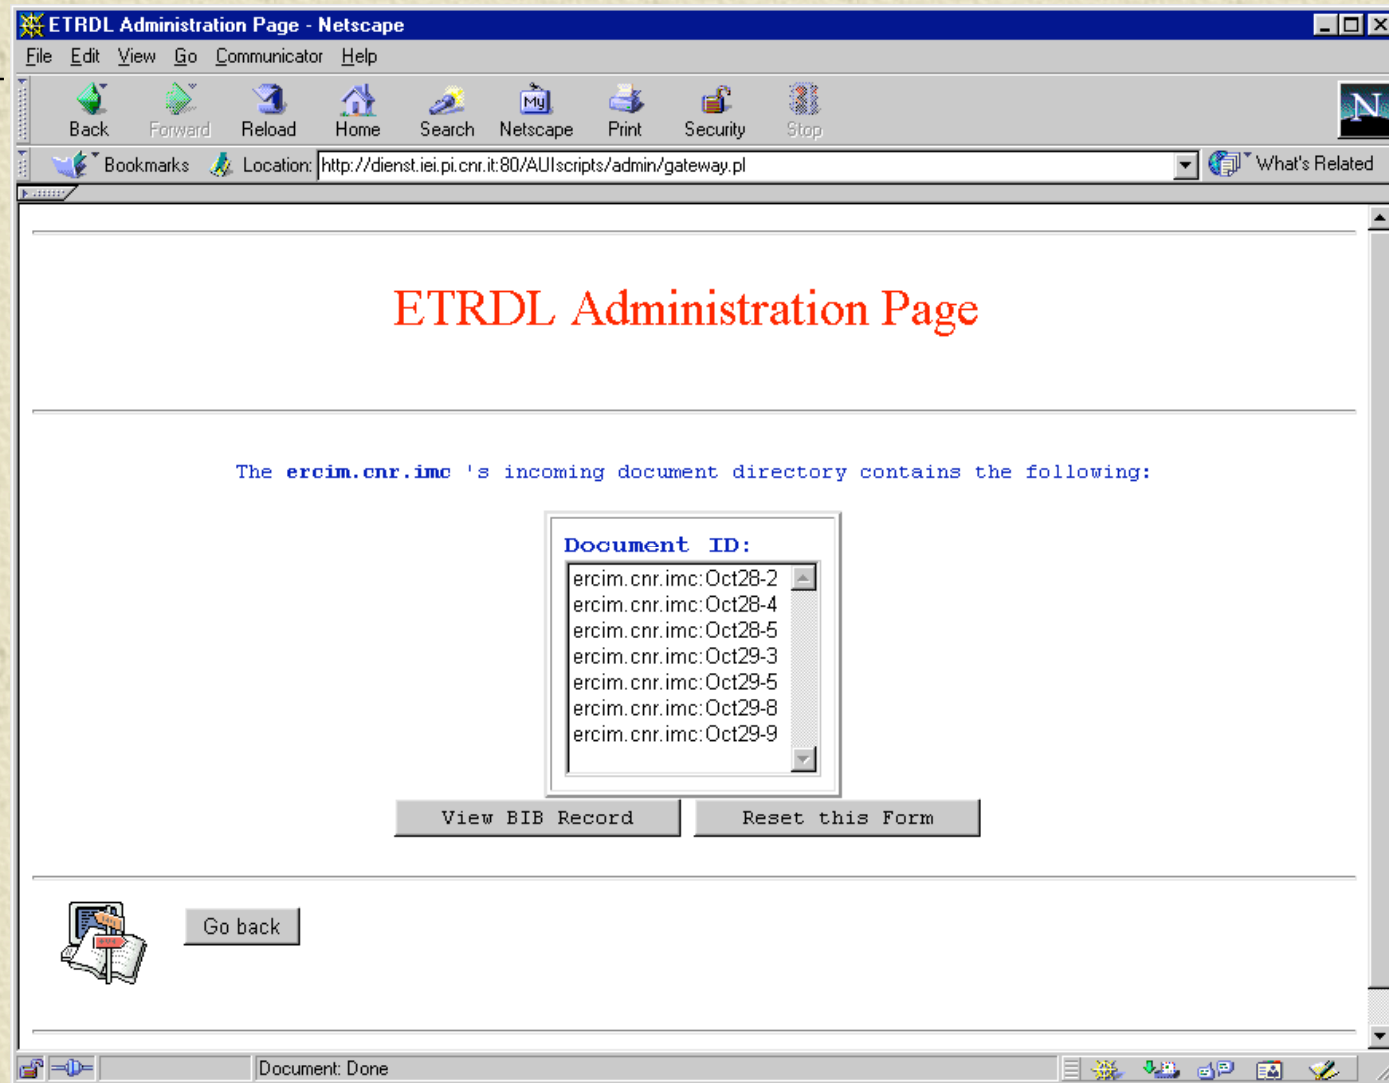 ETRDL Administration Page - Netscape
File Edit View Go Communicator Help
Back Forward Reload Home Search Netscape Print Security Stop
My
N
Bookmarks Location: http://dienst.iei.pi.cnr.it:80/AUIscripts/admin/gateway.pl What's Related
ETRDL Administration Page
The ercim.cnr.imc 's incoming document directory contains the following:
Document ID:
ercim.cnr.imc:Oct28-2
ercim.cnr.imc:Oct28-4
ercim.cnr.imc:Oct28-5
ercim.cnr.imc:Oct29-3
ercim.cnr.imc:Oct29-5
ercim.cnr.imc:Oct29-8
ercim.cnr.imc:Oct29-9
View BIB Record Reset this Form
Go back
Document: Done